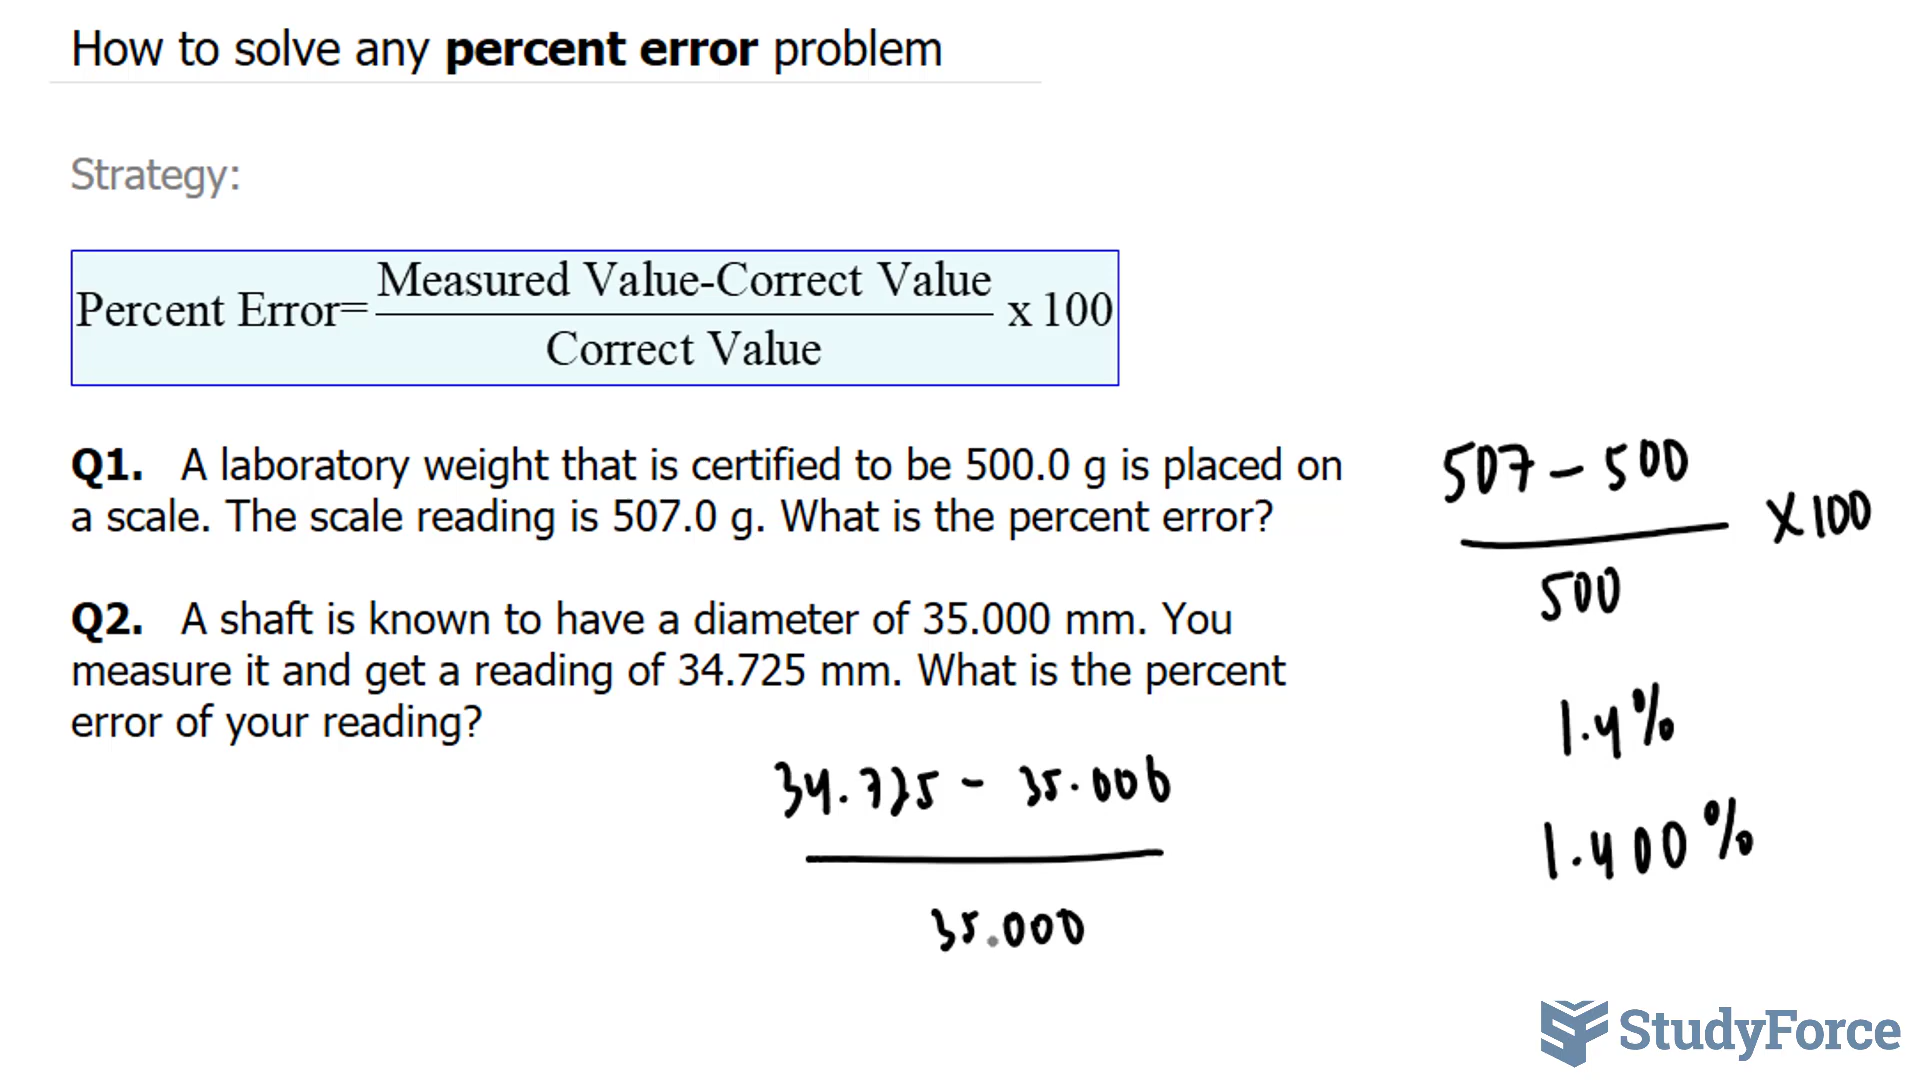 How to solve any percent error problem
Strategy:
Percent Error=
Measured Value-Correct Value
Correct Value
x 100
Q1. A laboratory weight that is certified to be 500.0 g is placed on
a scale. The scale reading is 507.0 g. What is the percent error?
507 - 500
500
x100
1.4%
1.400%
Q2. A shaft is known to have a diameter of 35.000 mm. You
measure it and get a reading of 34.725 mm. What is the percent
error of your reading?
34.725 - 35.000
35.000
StudyForce